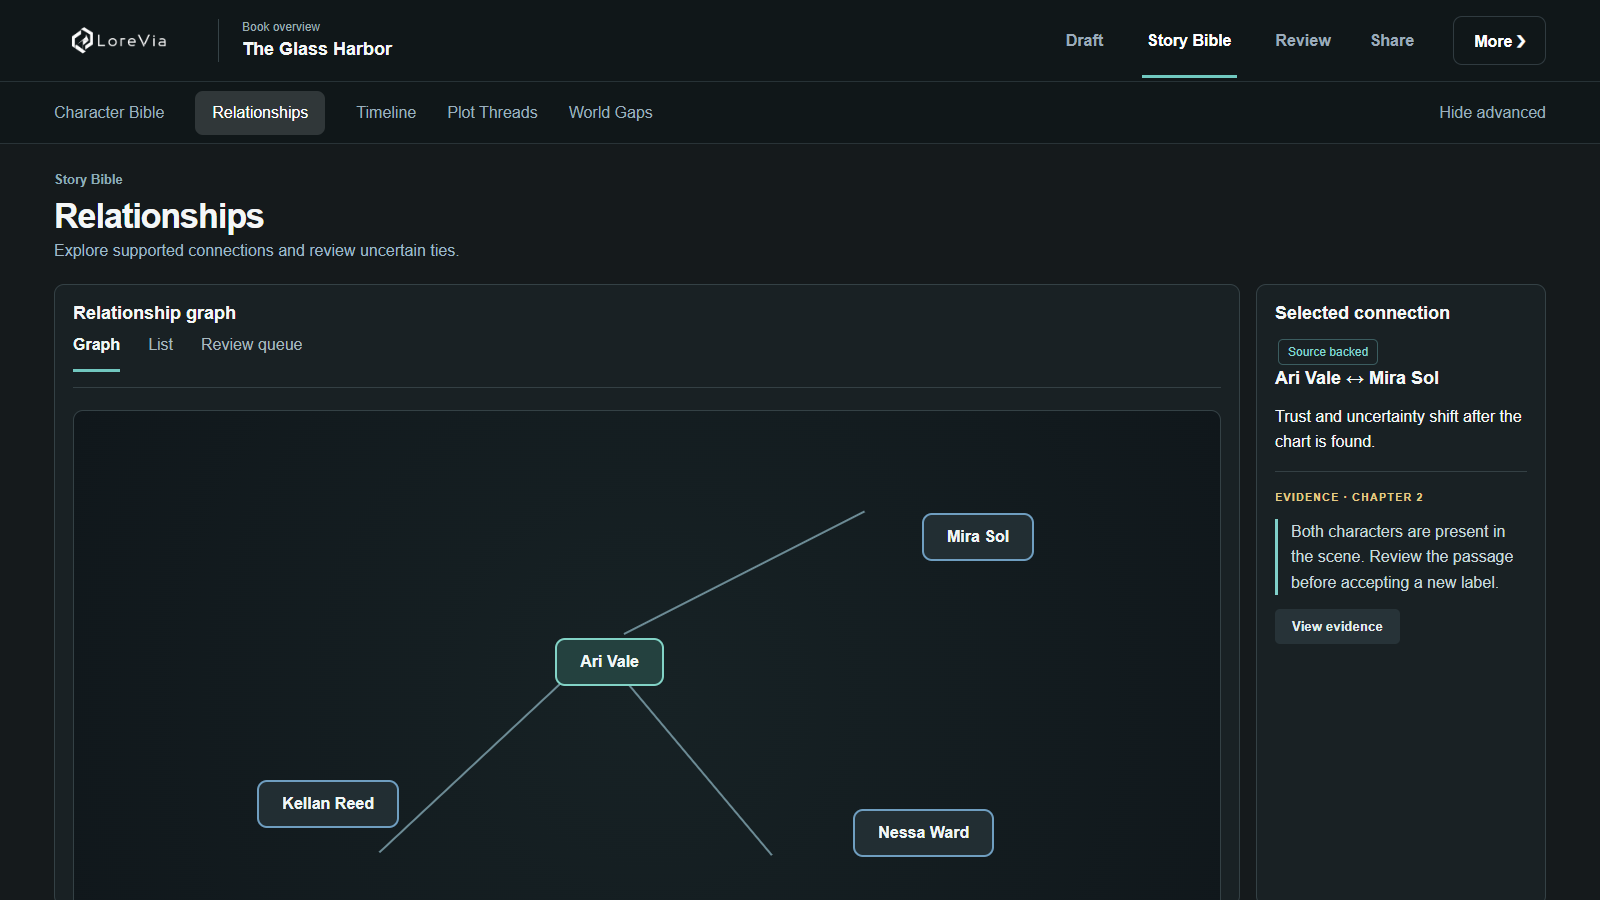 LoreVia
Book overview
The Glass Harbor
Draft
Story Bible
Review
Share
More ❯
Character Bible
Relationships
Timeline
Plot Threads
World Gaps
Hide advanced
Story Bible
Relationships
Explore supported connections and review uncertain ties.
Relationship graph
Graph
List
Review queue
Mira Sol
Ari Vale
Kellan Reed
Nessa Ward
Selected connection
Source backed
Ari Vale ↔ Mira Sol
Trust and uncertainty shift after the
chart is found.
EVIDENCE · CHAPTER 2
Both characters are present in
the scene. Review the passage
before accepting a new label.
View evidence